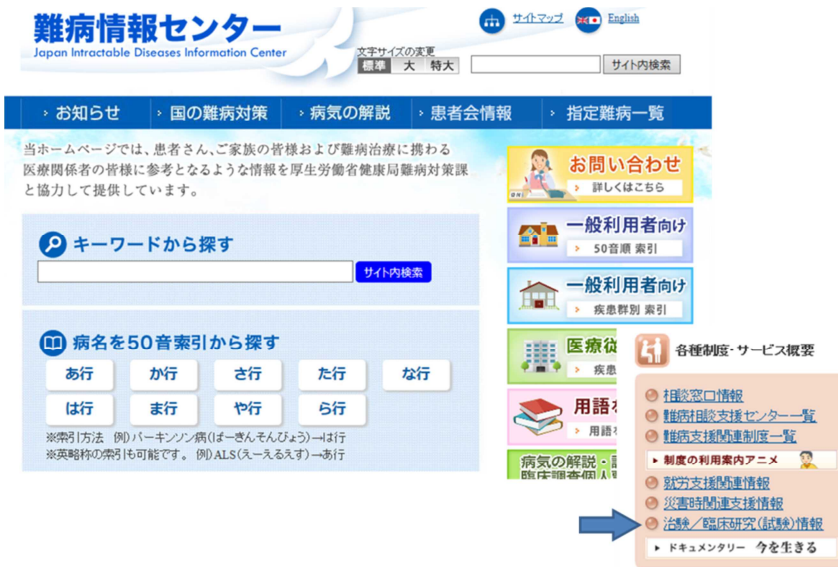 難病情報センター
Japan Intractable Diseases Information Center
サイトマップ
English
文字サイズの変更
標準 大 特大
サイト内検索
お知らせ
国の難病対策
病気の解説
患者会情報
指定難病一覧
当ホームページでは、患者さん、ご家族の皆様および難病治療に携わる
医療関係者の皆様に参考となるような情報を厚生労働省健康局難病対策課
と協力して提供しています。
キーワードから探す
サイト内検索
病名を50音索引から探す
あ行 か行 さ行 た行 な行
は行 ま行 や行 ら行
※索引方法 例)パーキンソン病(ぱーきんそんびょう)→は行
※英略称の索引も可能です。 例)ALS(えーえるえす)→あ行
お問い合わせ
詳しくはこちら
一般利用者向け
50音順 索引
一般利用者向け
疾患群別 索引
医療従
疾患
用語
用語
病気の解説・
臨床調査個人
各種制度・サービス概要
相談窓口情報
難病相談支援センター一覧
難病支援関連制度一覧
制度の利用案内アニメ
就労支援関連情報
災害時関連支援情報
治験/臨床研究(試験)情報
ドキュメンタリー 今を生きる